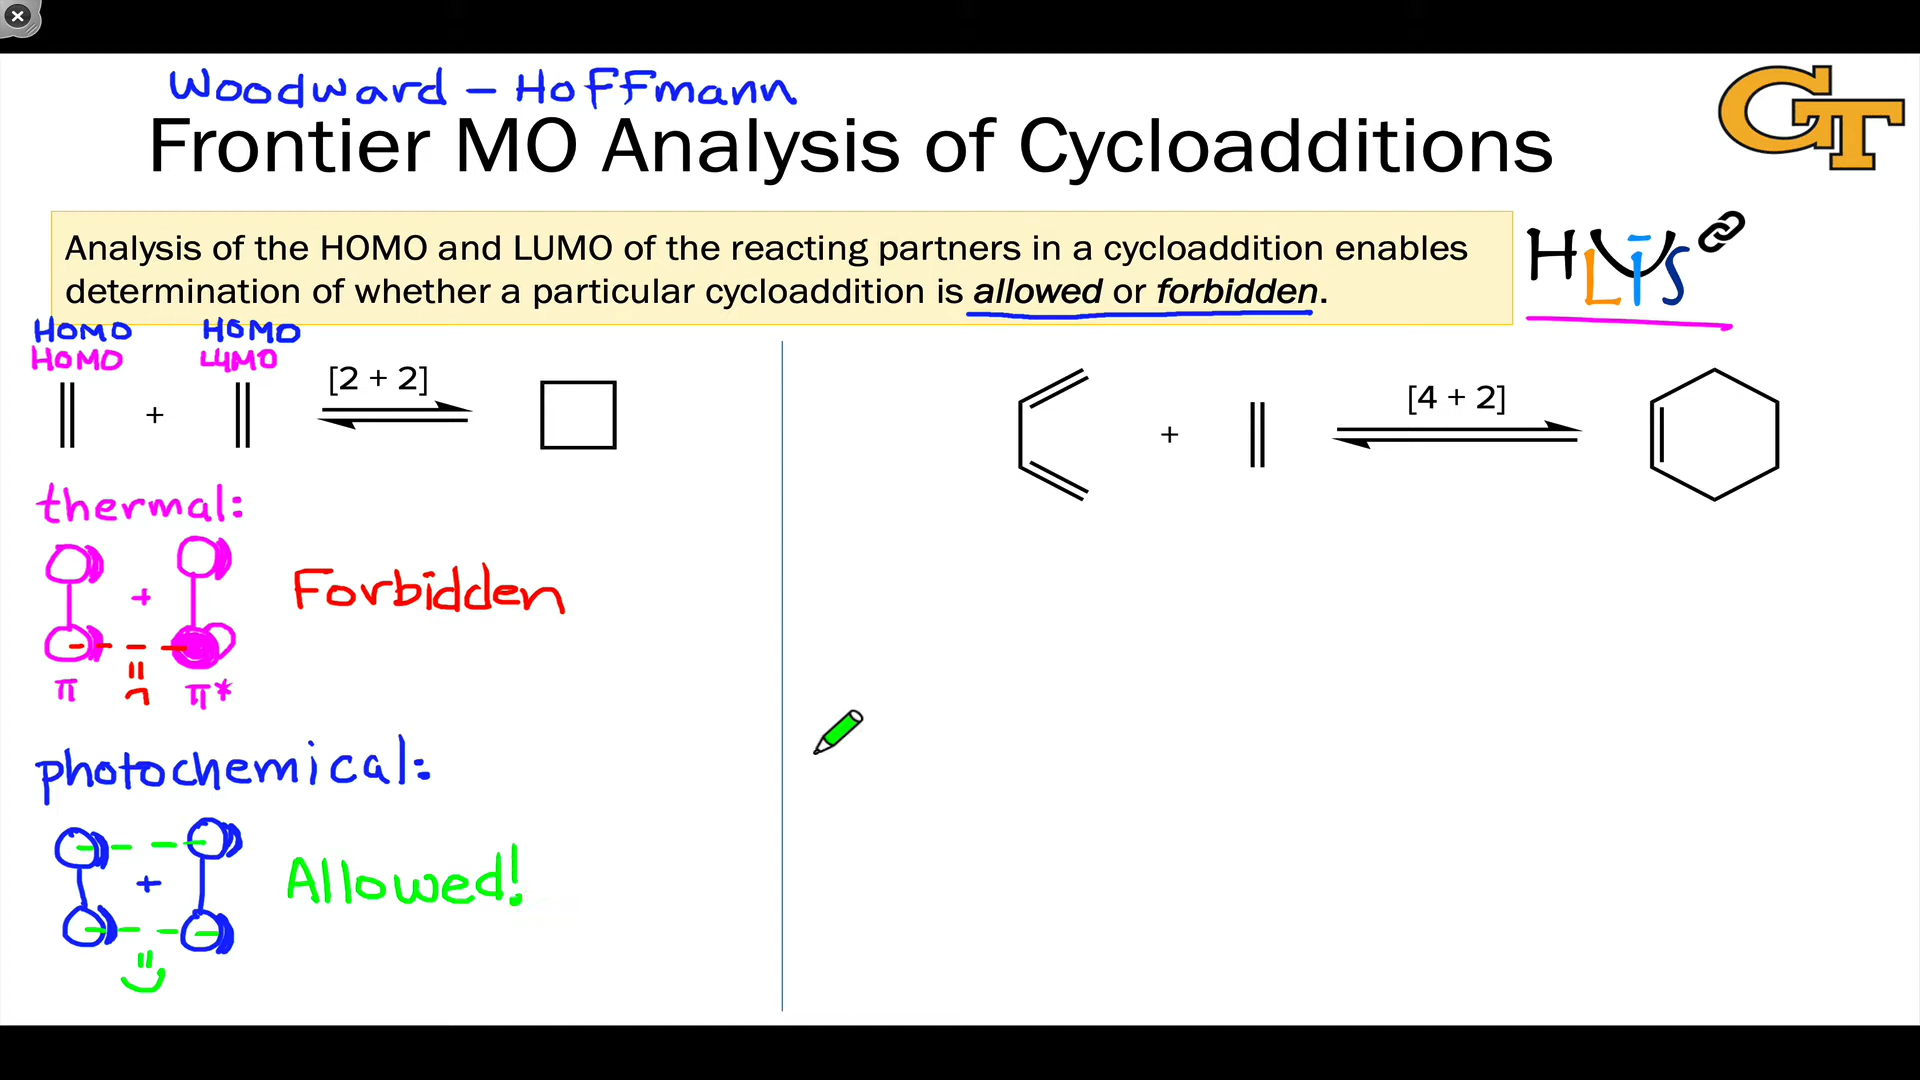 Woodward - Hoffmann
Frontier MO Analysis of Cycloadditions
GT
Analysis of the HOMO and LUMO of the reacting partners in a cycloaddition enables
determination of whether a particular cycloaddition is allowed or forbidden.
HOMO HOMO
HOMO LUMO
+ [2 + 2]
+ [4 + 2]
thermal:
+ Forbidden
π π*
photochemical:
+ Allowed!